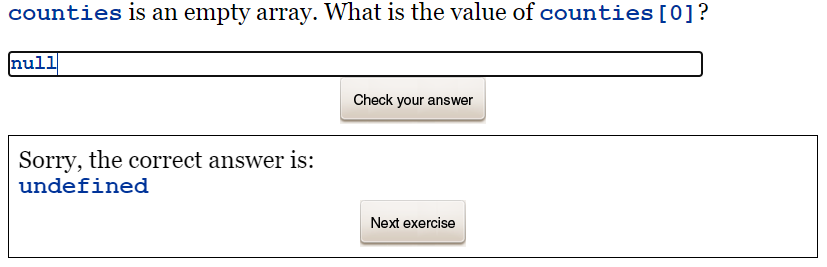 counties is an empty array. What is the value of counties[0]?
null
Check your answer
Sorry, the correct answer is:
undefined
Next exercise